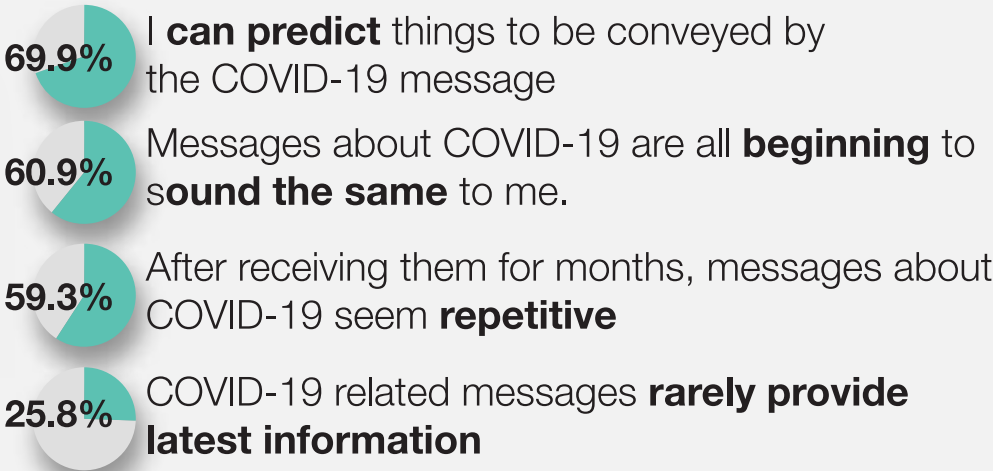 69.9%
I can predict things to be conveyed by
the COVID-19 message
60.9%
Messages about COVID-19 are all beginning to
sound the same to me.
59.3%
After receiving them for months, messages about
COVID-19 seem repetitive
25.8%
COVID-19 related messages rarely provide
latest information